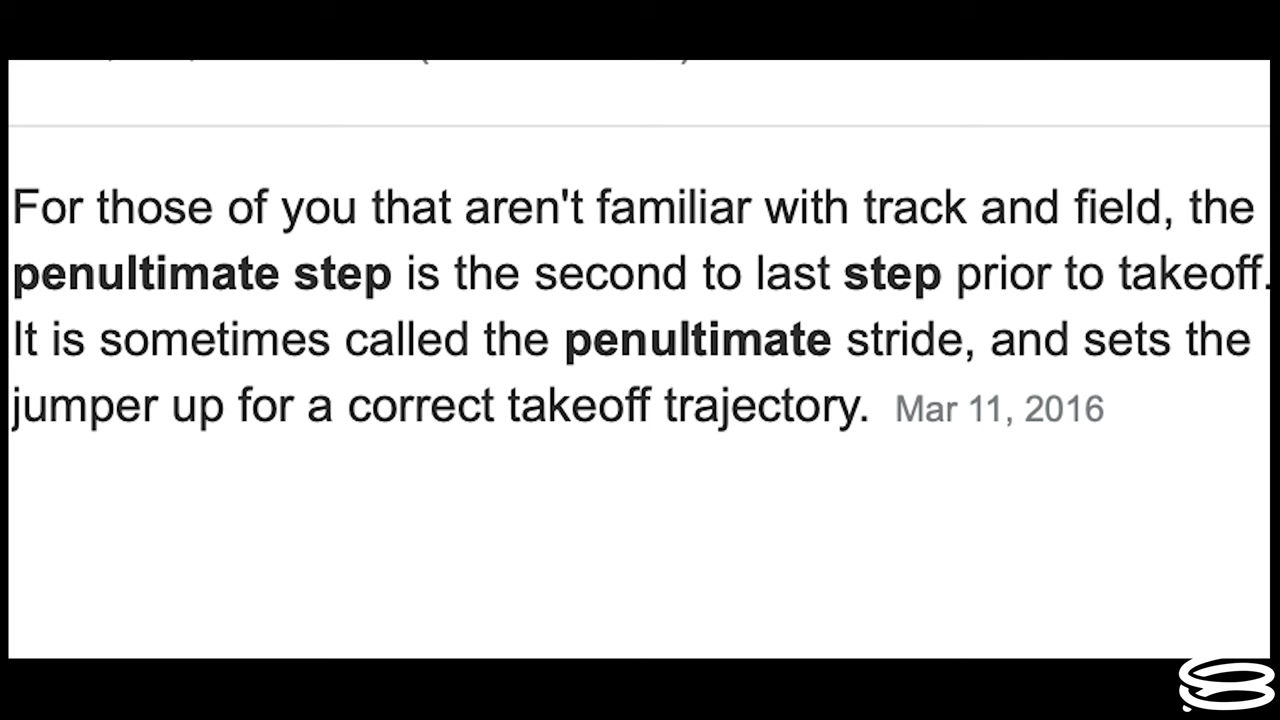 For those of you that aren't familiar with track and field, the
penultimate step is the second to last step prior to takeoff.
It is sometimes called the penultimate stride, and sets the
jumper up for a correct takeoff trajectory. Mar 11, 2016